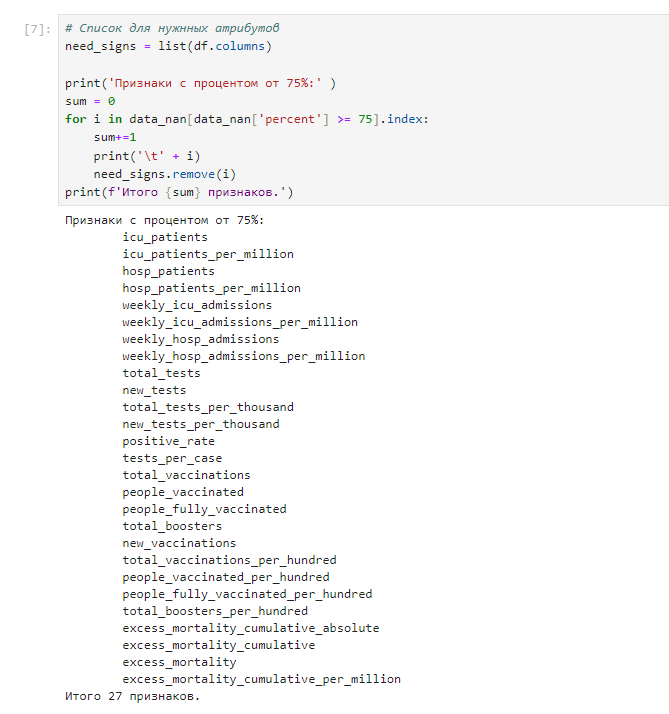 [7]:
# Список для нужнных атрибутов
need_signs = list(df.columns)

print('Признаки с процентом от 75%:' )
sum = 0
for i in data_nan[data_nan['percent'] >= 75].index:
    sum+=1
    print('\t' + i)
    need_signs.remove(i)
print(f'Итого {sum} признаков.')
Признаки с процентом от 75%:
        icu_patients
        icu_patients_per_million
        hosp_patients
        hosp_patients_per_million
        weekly_icu_admissions
        weekly_icu_admissions_per_million
        weekly_hosp_admissions
        weekly_hosp_admissions_per_million
        total_tests
        new_tests
        total_tests_per_thousand
        new_tests_per_thousand
        positive_rate
        tests_per_case
        total_vaccinations
        people_vaccinated
        people_fully_vaccinated
        total_boosters
        new_vaccinations
        total_vaccinations_per_hundred
        people_vaccinated_per_hundred
        people_fully_vaccinated_per_hundred
        total_boosters_per_hundred
        excess_mortality_cumulative_absolute
        excess_mortality_cumulative
        excess_mortality
        excess_mortality_cumulative_per_million
Итого 27 признаков.